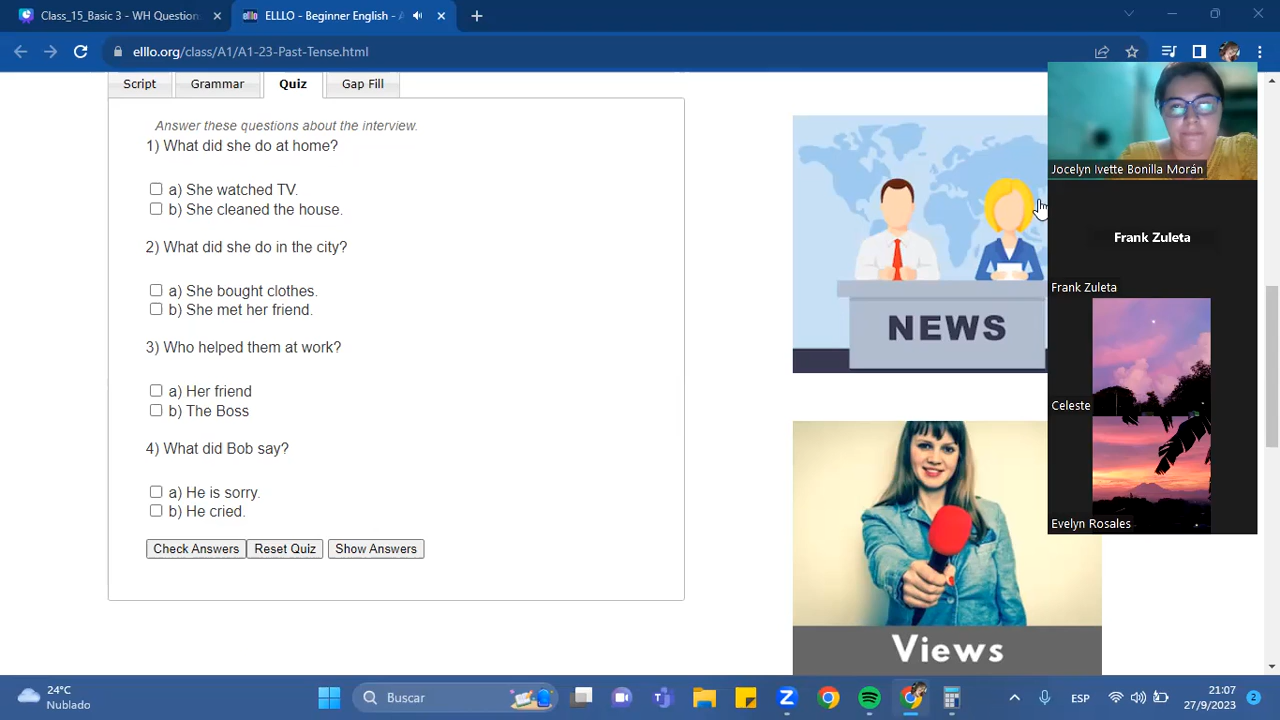 Class_15_Basic 3 - WH Question
ELLLO - Beginner English - A
elllo.org/class/A1/A1-23-Past-Tense.html
Script
Grammar
Quiz
Gap Fill
Answer these questions about the interview.
1) What did she do at home?
a) She watched TV.
b) She cleaned the house.
2) What did she do in the city?
a) She bought clothes.
b) She met her friend.
3) Who helped them at work?
a) Her friend
b) The Boss
4) What did Bob say?
a) He is sorry.
b) He cried.
Check Answers
Reset Quiz
Show Answers
NEWS
Views
Jocelyn Ivette Bonilla Morán
Frank Zuleta
Frank Zuleta
Celeste
Evelyn Rosales
24°C
Nublado
Buscar
ESP
21:07
27/9/2023
2